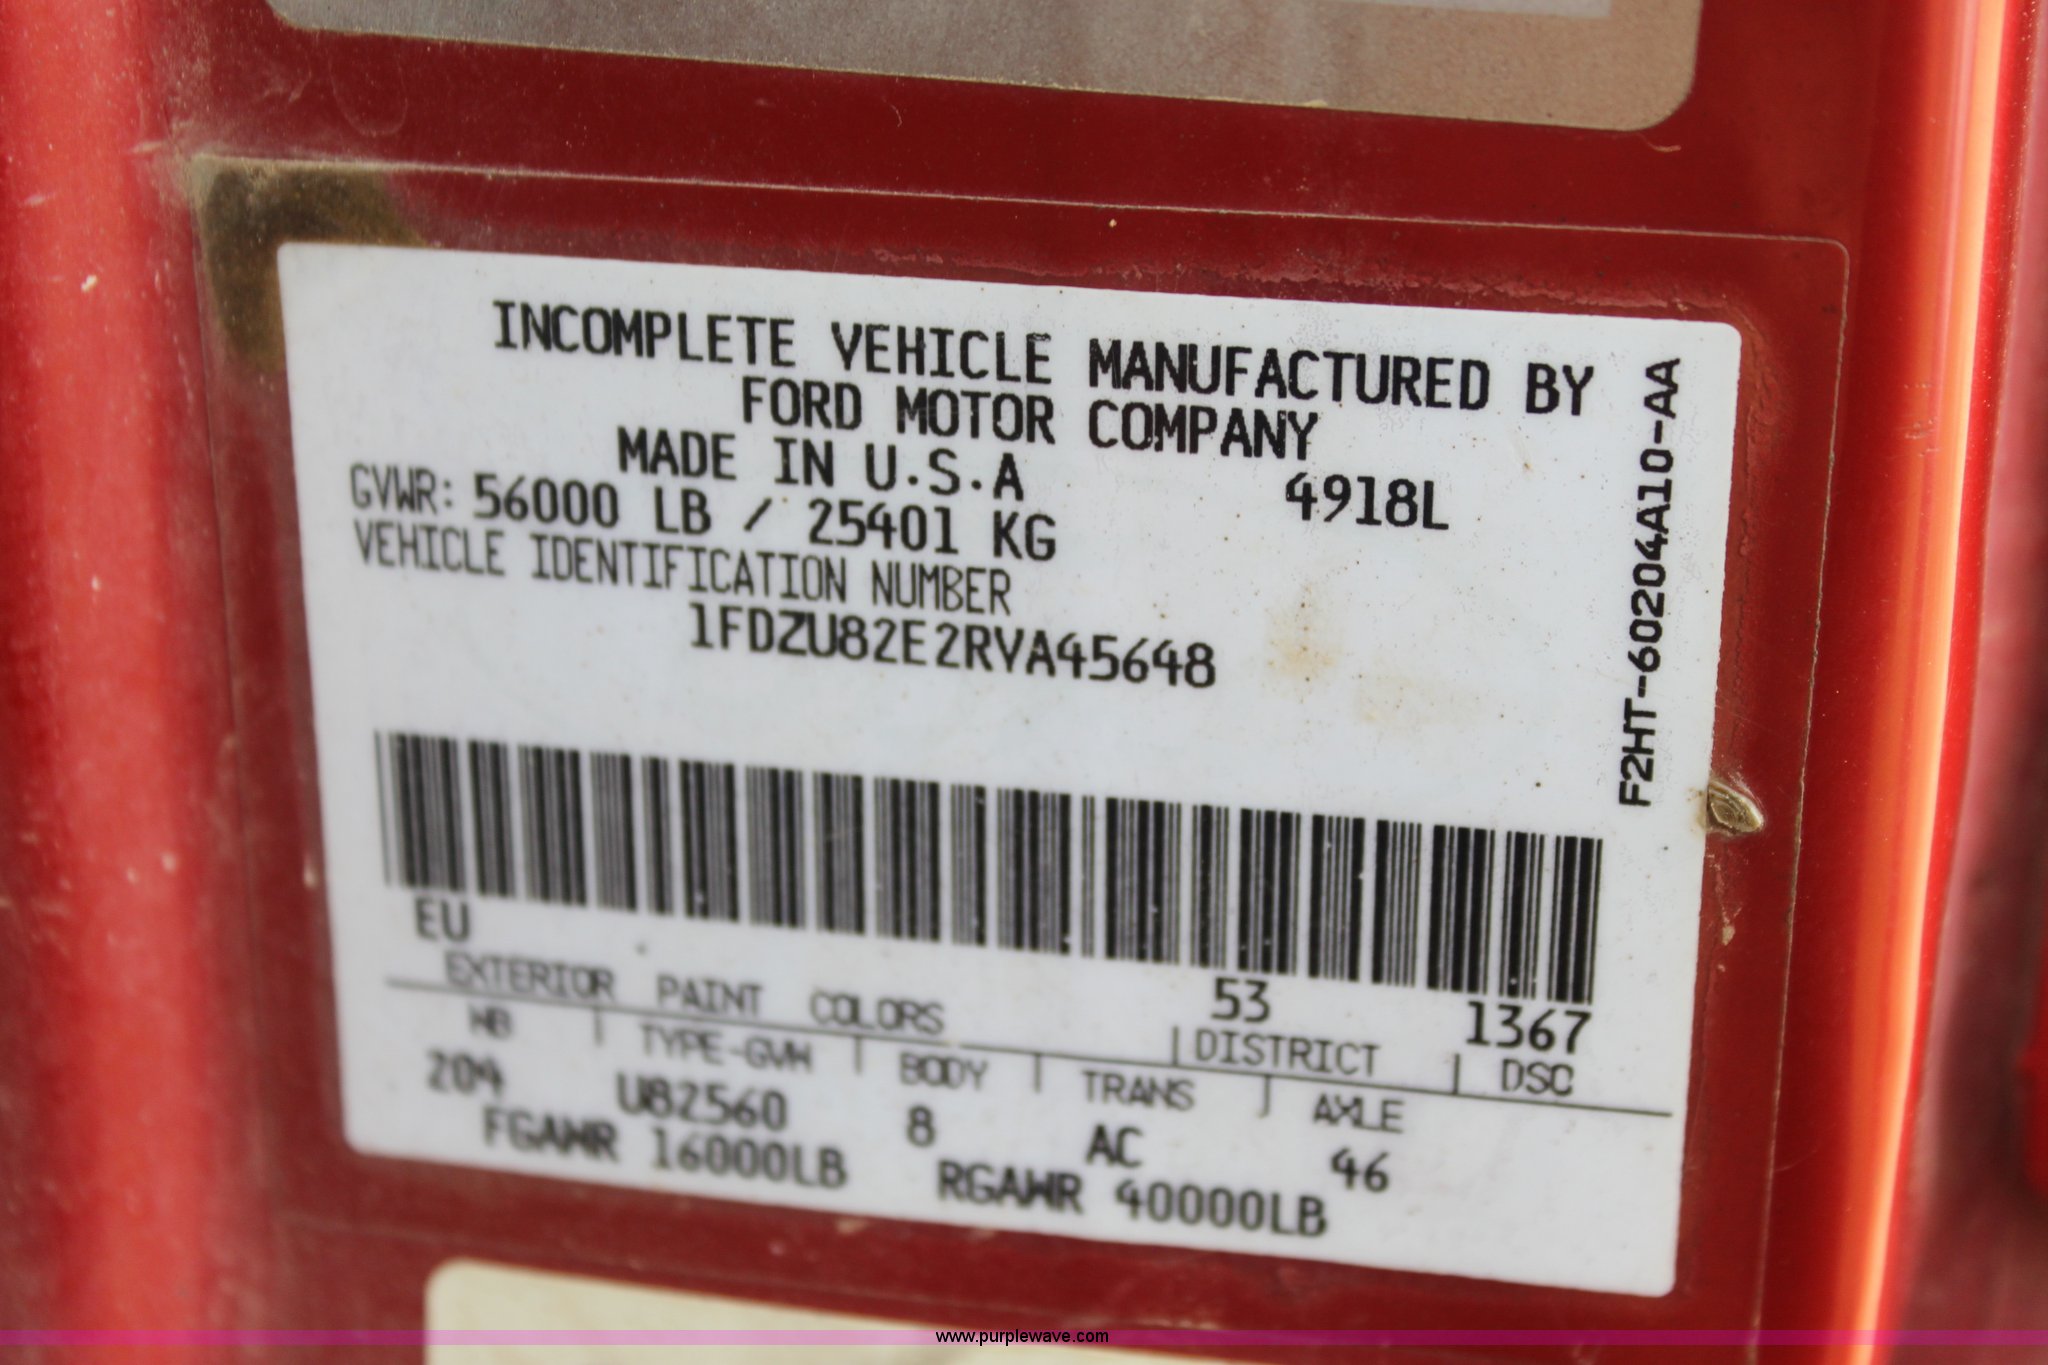 INCOMPLETE VEHICLE MANUFACTURED BY
FORD MOTOR COMPANY
MADE IN U.S.A 4918L
GVWR: 56000 LB / 25401 KG
VEHICLE IDENTIFICATION NUMBER
1FDZU82E2RVA45648
F2HT-60204A10-AA
EU 53 1367
EXTERIOR PAINT COLORS DISTRICT DSO
WB TYPE-GVW BODY TRANS AXLE
204 U82560 8 AC 46
FGAWR 16000LB RGAWR 40000LB
www.purplewave.com